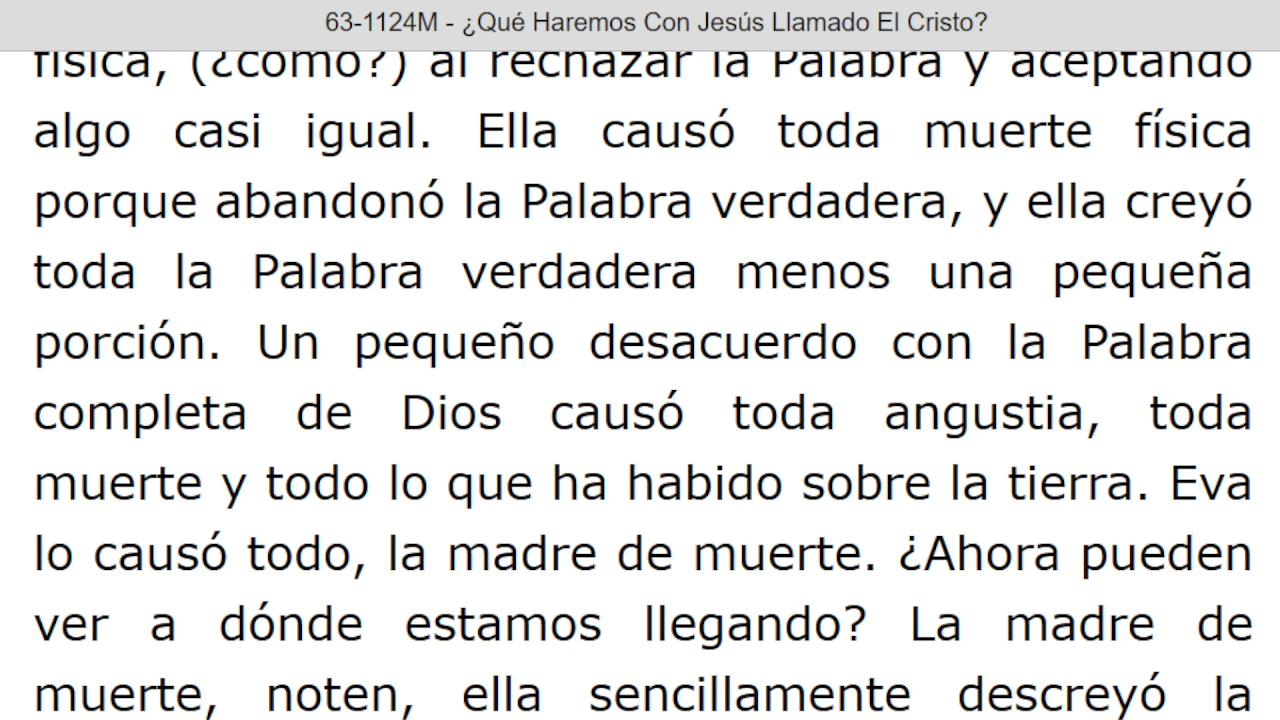 63-1124M - ¿Qué Haremos Con Jesús Llamado El Cristo?
física, (¿cómo?) al rechazar la Palabra y aceptando
algo casi igual. Ella causó toda muerte física
porque abandonó la Palabra verdadera, y ella creyó
toda la Palabra verdadera menos una pequeña
porción. Un pequeño desacuerdo con la Palabra
completa de Dios causó toda angustia, toda
muerte y todo lo que ha habido sobre la tierra. Eva
lo causó todo, la madre de muerte. ¿Ahora pueden
ver a dónde estamos llegando? La madre de
muerte, noten, ella sencillamente descreyó la